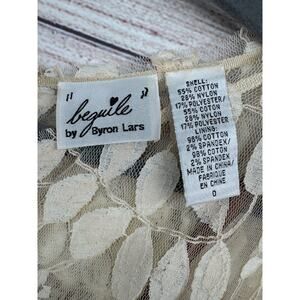 " beguile "
by Byron Lars
SHELL:
55% COTTON
28% NYLON
17% POLYESTER/
55% COTON
28% NYLON
17% POLYESTER
LINING:
98% COTTON
2% SPANDEX/
98% COTON
2% SPANDEX
MADE IN CHINA/
FABRIQUE
EN CHINE
0